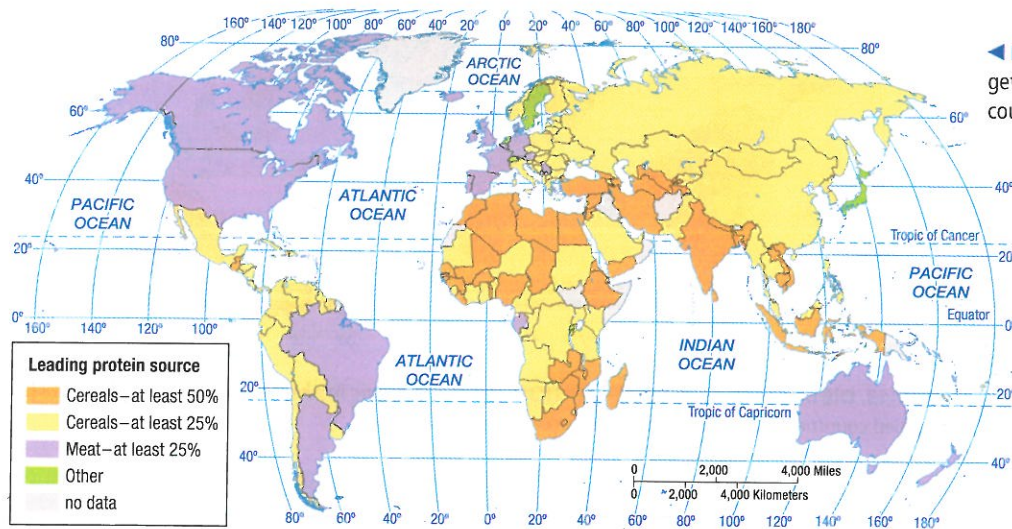 160° 140° 120° 100° 60° 40° 20° 0° 20° 40° 60° 100° 120° 140° 160° 180°
80°
80°
ARCTIC
OCEAN
◀
get
cou
60°
60°
40°
40°
PACIFIC
OCEAN
ATLANTIC
OCEAN
20°
20°
Tropic of Cancer
PACIFIC
OCEAN
Equator
0°
0°
160° 140° 120° 100°
160°
180°
INDIAN
OCEAN
ATLANTIC
OCEAN
Leading protein source
Cereals–at least 50%
Cereals–at least 25%
Meat–at least 25%
Other
no data
20°
20°
Tropic of Capricorn
40°
40°
0 2,000 4,000 Miles
0 2,000 4,000 Kilometers
80° 60° 40° 20° 0° 20° 40° 60° 80° 100° 120° 140° 160° 180°